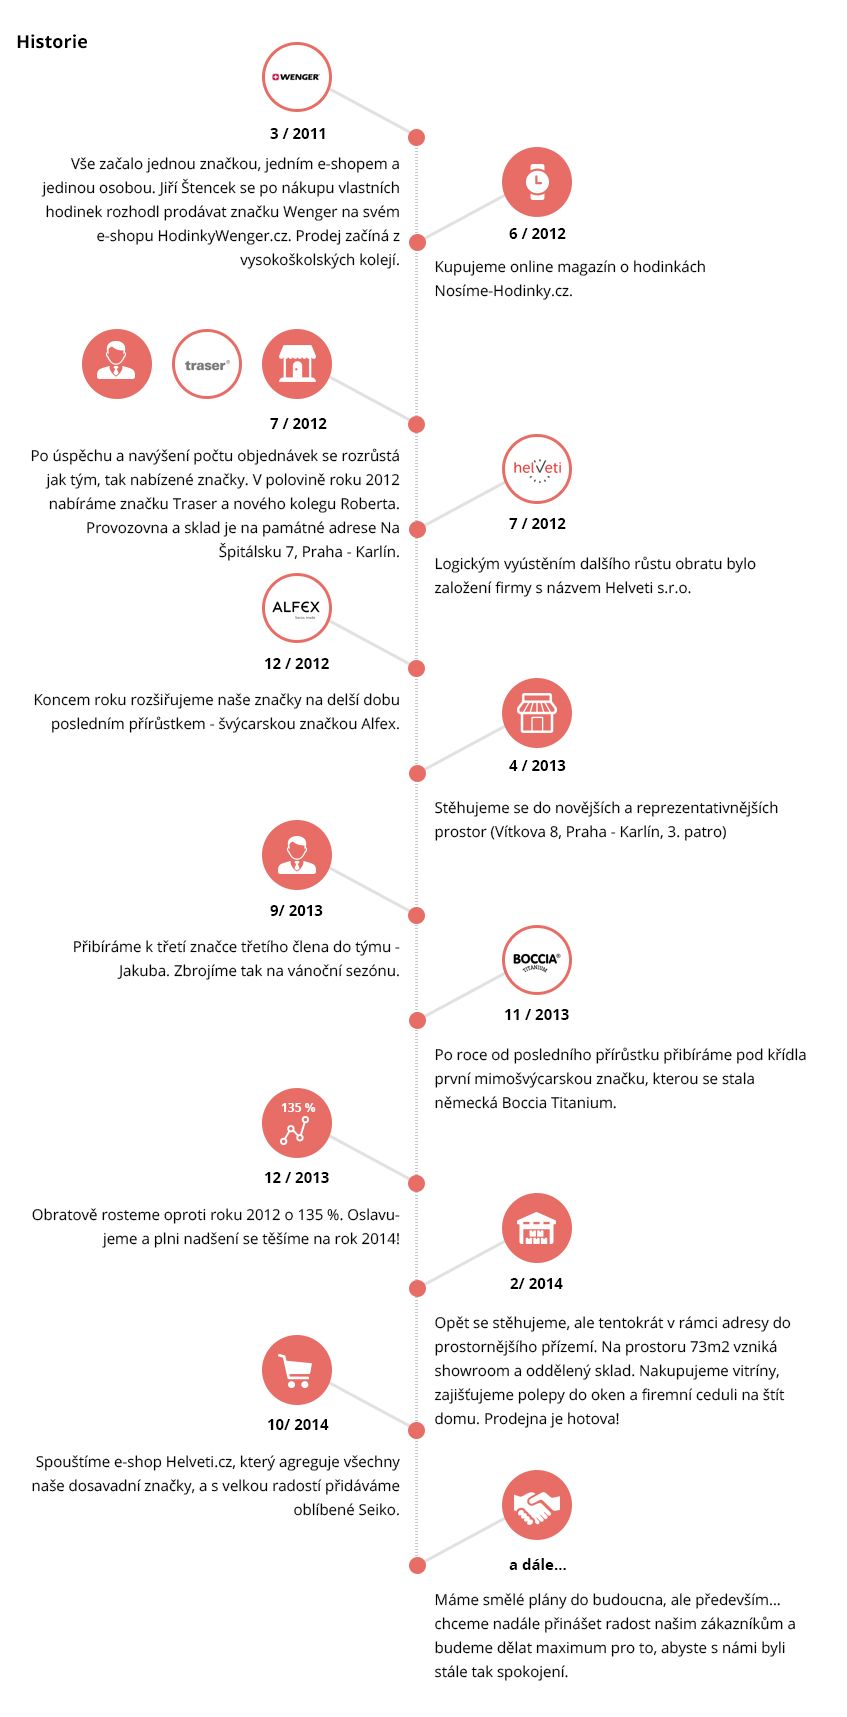 Historie
WENGER
3 / 2011
Vše začalo jednou značkou, jedním e-shopem a
jedinou osobou. Jiří Štencek se po nákupu vlastních
hodinek rozhodl prodávat značku Wenger na svém
e-shopu HodinkyWenger.cz. Prodej začíná z
vysokoškolských kolejí.
6 / 2012
Kupujeme online magazín o hodinkách
Nosíme-Hodinky.cz.
traser®
7 / 2012
Po úspěchu a navýšení počtu objednávek se rozrůstá
jak tým, tak nabízené značky. V polovině roku 2012
nabíráme značku Traser a nového kolegu Roberta.
Provozovna a sklad je na památné adrese Na
Špitálsku 7, Praha - Karlín.
helveti
7 / 2012
Logickým vyústěním dalšího růstu obratu bylo
založení firmy s názvem Helveti s.r.o.
ALFEX
Swiss made
12 / 2012
Koncem roku rozšiřujeme naše značky na delší dobu
posledním přírůstkem - švýcarskou značkou Alfex.
4 / 2013
Stěhujeme se do novějších a reprezentativnějších
prostor (Vítkova 8, Praha - Karlín, 3. patro)
9/ 2013
Přibíráme k třetí značce třetího člena do týmu -
Jakuba. Zbrojíme tak na vánoční sezónu.
BOCCIA®
TITANIUM
11 / 2013
Po roce od posledního přírůstku přibíráme pod křídla
první mimošvýcarskou značku, kterou se stala
německá Boccia Titanium.
135 %
12 / 2013
Obratově rosteme oproti roku 2012 o 135 %. Oslavu-
jeme a plni nadšení se těšíme na rok 2014!
2/ 2014
Opět se stěhujeme, ale tentokrát v rámci adresy do
prostornějšího přízemí. Na prostoru 73m2 vzniká
showroom a oddělený sklad. Nakupujeme vitríny,
zajišťujeme polepy do oken a firemní ceduli na štít
domu. Prodejna je hotova!
10/ 2014
Spouštíme e-shop Helveti.cz, který agreguje všechny
naše dosavadní značky, a s velkou radostí přidáváme
oblíbené Seiko.
a dále...
Máme smělé plány do budoucna, ale především...
chceme nadále přinášet radost našim zákazníkům a
budeme dělat maximum pro to, abyste s námi byli
stále tak spokojení.